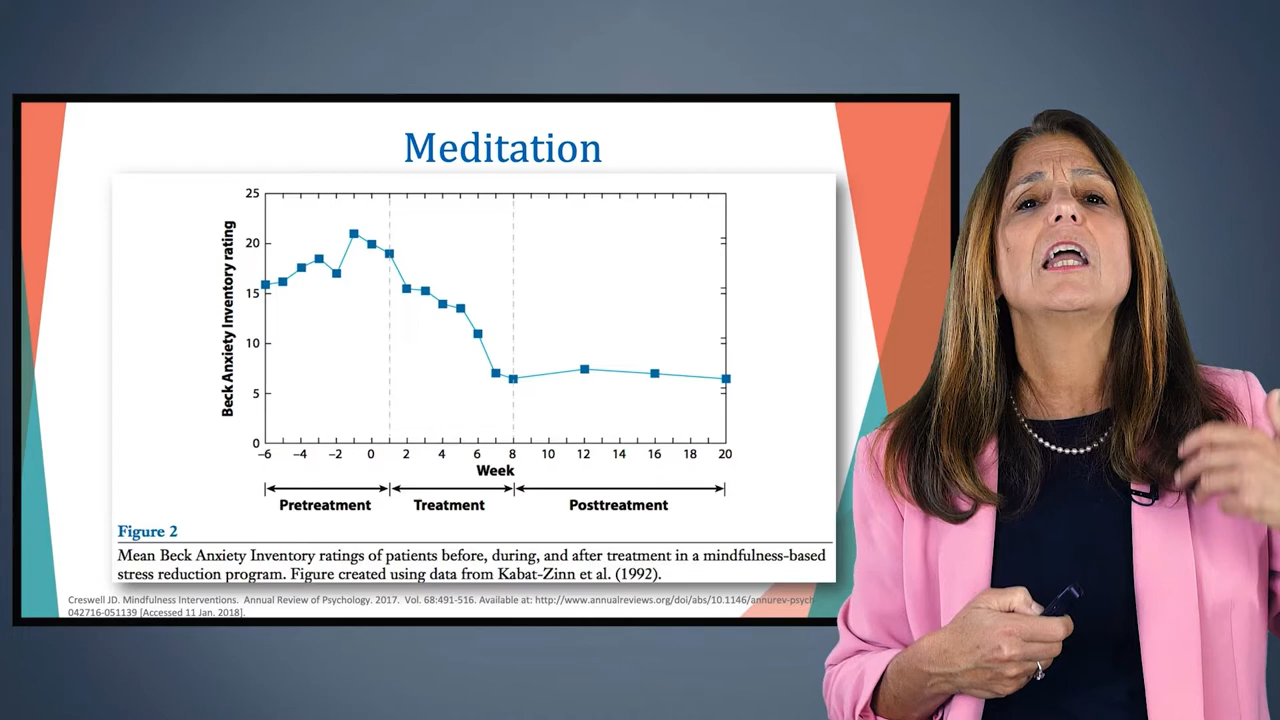 Meditation
Beck Anxiety Inventory rating
25
20
15
10
5
0
–6 –4 –2 0 2 4 6 8 10 12 14 16 18 20
Week
Pretreatment Treatment Posttreatment
Figure 2
Mean Beck Anxiety Inventory ratings of patients before, during, and after treatment in a mindfulness-based
stress reduction program. Figure created using data from Kabat-Zinn et al. (1992).
Creswell JD. Mindfulness Interventions. Annual Review of Psychology. 2017. Vol. 68:491-516. Available at: http://www.annualreviews.org/doi/abs/10.1146/annurev-psych
042716-051139 [Accessed 11 Jan. 2018].